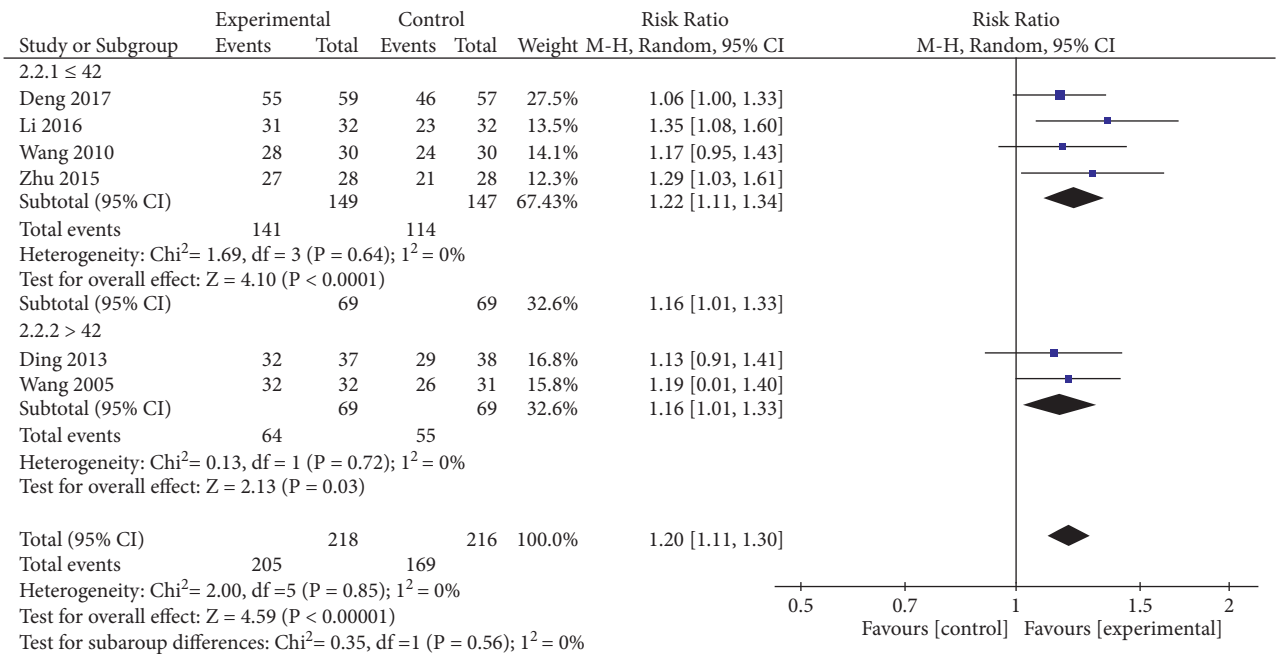 Experimental Control Risk Ratio Risk Ratio
Study or Subgroup Events Total Events Total Weight M-H, Random, 95% CI M-H, Random, 95% CI
2.2.1 ≤ 42
Deng 2017 55 59 46 57 27.5% 1.06 [1.00, 1.33]
Li 2016 31 32 23 32 13.5% 1.35 [1.08, 1.60]
Wang 2010 28 30 24 30 14.1% 1.17 [0.95, 1.43]
Zhu 2015 27 28 21 28 12.3% 1.29 [1.03, 1.61]
Subtotal (95% CI) 149 147 67.43% 1.22 [1.11, 1.34]
Total events 141 114
Heterogeneity: Chi²= 1.69, df = 3 (P = 0.64); 1² = 0%
Test for overall effect: Z = 4.10 (P < 0.0001)
Subtotal (95% CI) 69 69 32.6% 1.16 [1.01, 1.33]
2.2.2 > 42
Ding 2013 32 37 29 38 16.8% 1.13 [0.91, 1.41]
Wang 2005 32 32 26 31 15.8% 1.19 [0.01, 1.40]
Subtotal (95% CI) 69 69 32.6% 1.16 [1.01, 1.33]
Total events 64 55
Heterogeneity: Chi²= 0.13, df = 1 (P = 0.72); 1² = 0%
Test for overall effect: Z = 2.13 (P = 0.03)
Total (95% CI) 218 216 100.0% 1.20 [1.11, 1.30]
Total events 205 169
Heterogeneity: Chi²= 2.00, df =5 (P = 0.85); 1² = 0%
Test for overall effect: Z = 4.59 (P < 0.00001)
Test for subaroup differences: Chi²= 0.35, df =1 (P = 0.56); 1² = 0%
0.5 0.7 1 1.5 2
Favours [control] Favours [experimental]